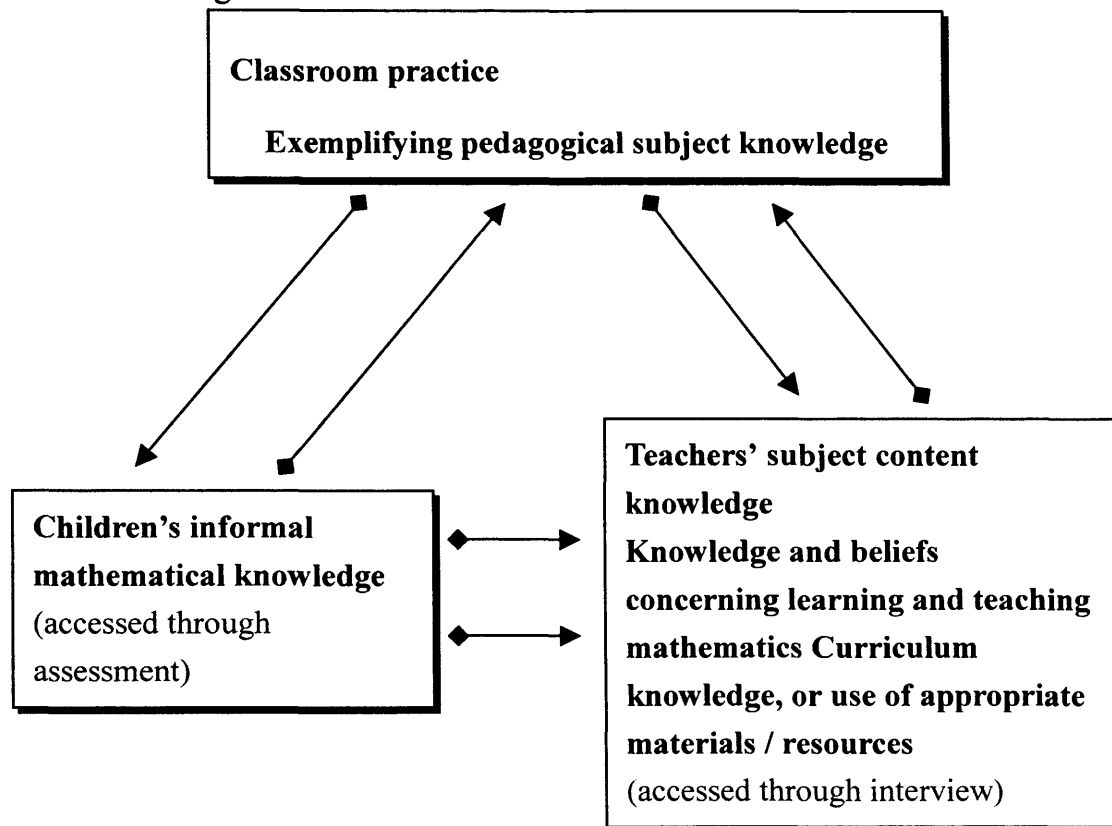 Classroom practice
Exemplifying pedagogical subject knowledge
Children’s informal
mathematical knowledge
(accessed through
assessment)
Teachers’ subject content
knowledge
Knowledge and beliefs
concerning learning and teaching
mathematics Curriculum
knowledge, or use of appropriate
materials / resources
(accessed through interview)